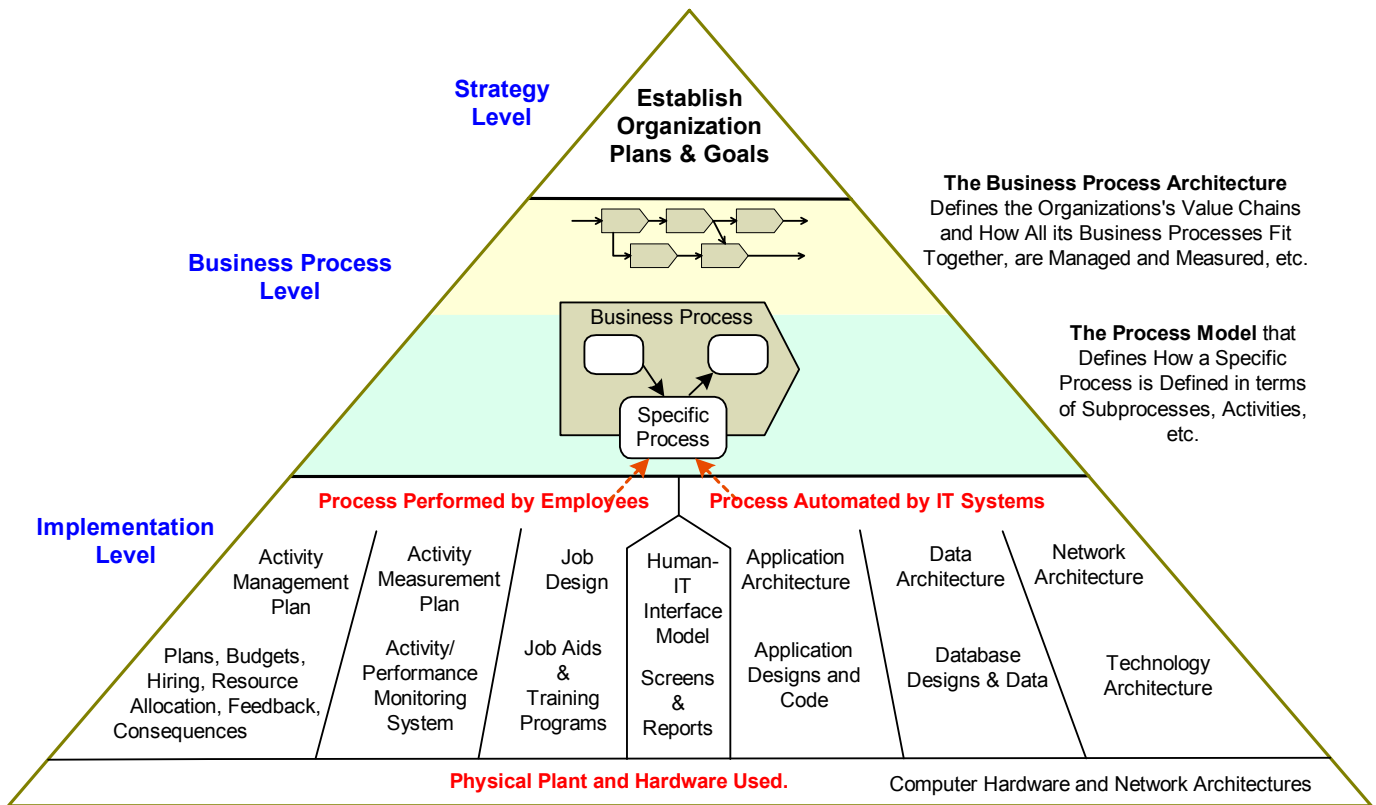 Strategy
Level
Establish
Organization
Plans & Goals
The Business Process Architecture
Defines the Organizations's Value Chains
and How All its Business Processes Fit
Together, are Managed and Measured, etc.
Business Process
Level
Business Process
Specific
Process
The Process Model that
Defines How a Specific
Process is Defined in terms
of Subprocesses, Activities,
etc.
Implementation
Level
Process Performed by Employees
Process Automated by IT Systems
Activity
Management
Plan
Plans, Budgets,
Hiring, Resource
Allocation, Feedback,
Consequences
Activity
Measurement
Plan
Activity/
Performance
Monitoring
System
Job
Design
Job Aids
&
Training
Programs
Human-
IT
Interface
Model
Screens
&
Reports
Application
Architecture
Application
Designs and
Code
Data
Architecture
Database
Designs & Data
Network
Architecture
Technology
Architecture
Physical Plant and Hardware Used.
Computer Hardware and Network Architectures